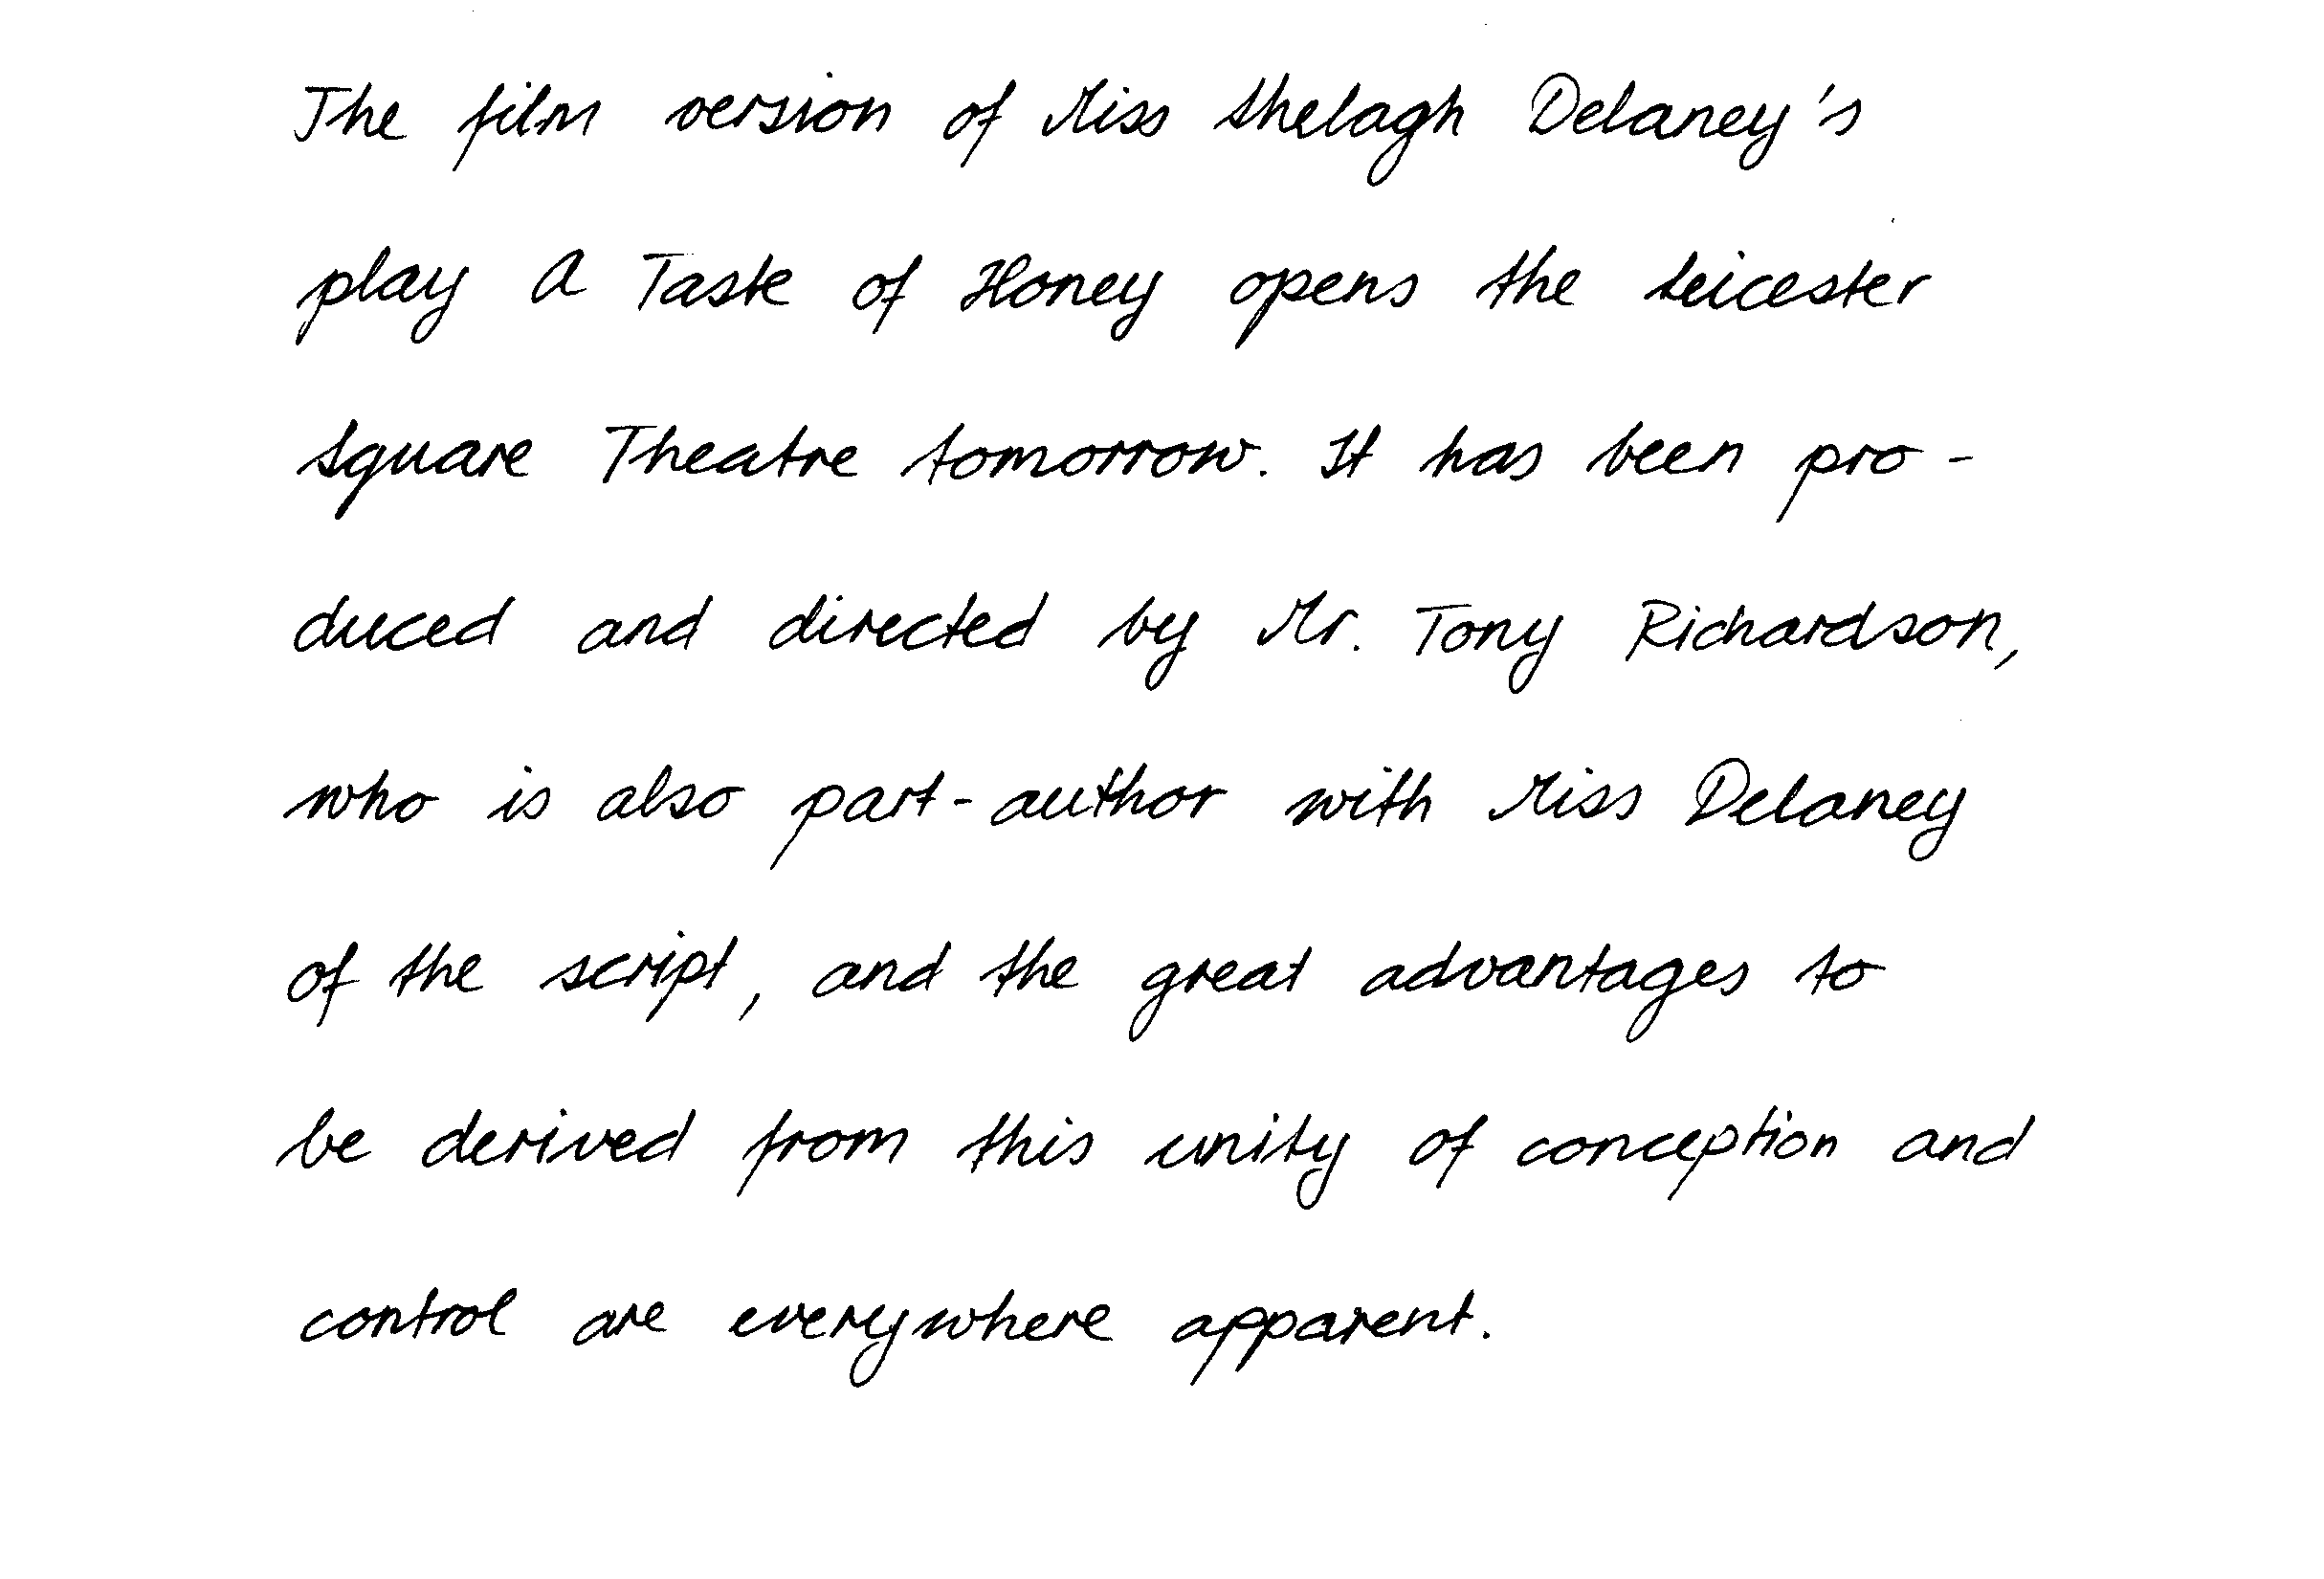 The film version of Miss Shelagh Delaney's
play A Taste of Honey opens the Leicester
Square Theatre tomorrow. It has been pro-
duced and directed by Mr. Tony Richardson,
who is also part-author with Miss Delaney
of the script, and the great advantages to
be derived from this unity of conception and
control are everywhere apparent.